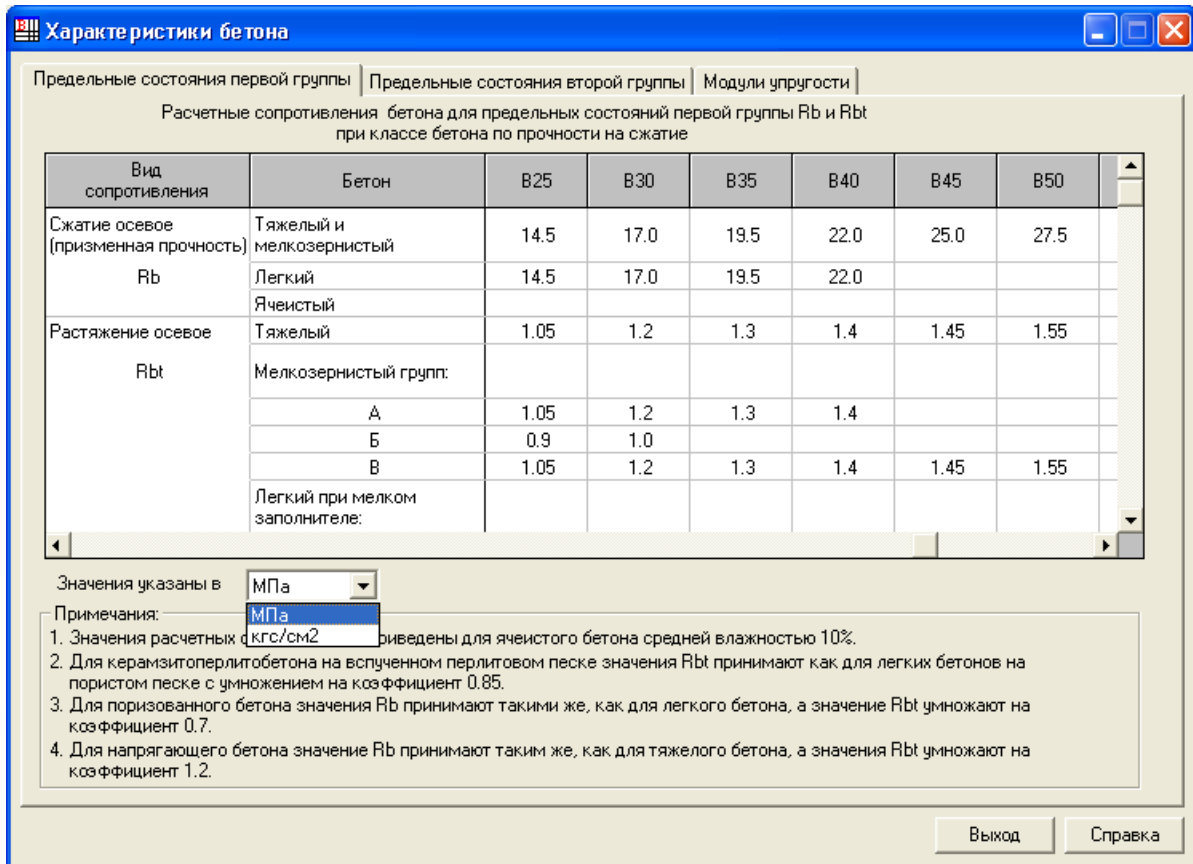 Характеристики бетона
Предельные состояния первой группы Предельные состояния второй группы Модули упругости
Расчетные сопротивления бетона для предельных состояний первой группы Rb и Rbt
при классе бетона по прочности на сжатие
Вид сопротивления Бетон B25 B30 B35 B40 B45 B50
Сжатие осевое (призменная прочность) Тяжелый и мелкозернистый 14.5 17.0 19.5 22.0 25.0 27.5
Rb Легкий 14.5 17.0 19.5 22.0
Ячеистый
Растяжение осевое Тяжелый 1.05 1.2 1.3 1.4 1.45 1.55
Rbt Мелкозернистый групп:
А 1.05 1.2 1.3 1.4
Б 0.9 1.0
В 1.05 1.2 1.3 1.4 1.45 1.55
Легкий при мелком
заполнителе:
Значения указаны в МПа
МПа
кгс/см2
Примечания:
1. Значения расчетных приведены для ячеистого бетона средней влажностью 10%.
2. Для керамзитоперлитобетона на вспученном перлитовом песке значения Rbt принимают как для легких бетонов на
пористом песке с умножением на коэффициент 0.85.
3. Для поризованного бетона значения Rb принимают такими же, как для легкого бетона, а значение Rbt умножают на
коэффициент 0.7.
4. Для напрягающего бетона значение Rb принимают таким же, как для тяжелого бетона, а значения Rbt умножают на
коэффициент 1.2.
Выход Справка